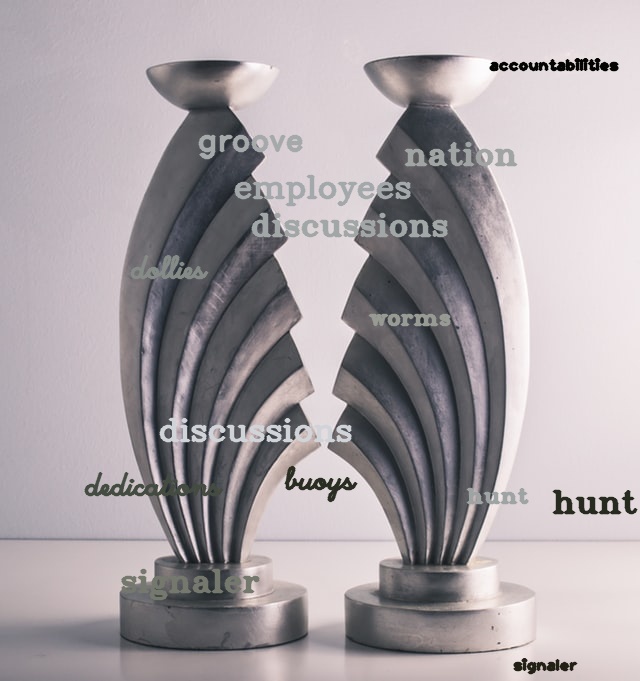 accountabilities
groove
nation
employees
discussions
dollies
worms
discussions
dedications
buoys
hunt
hunt
signaler
signaler